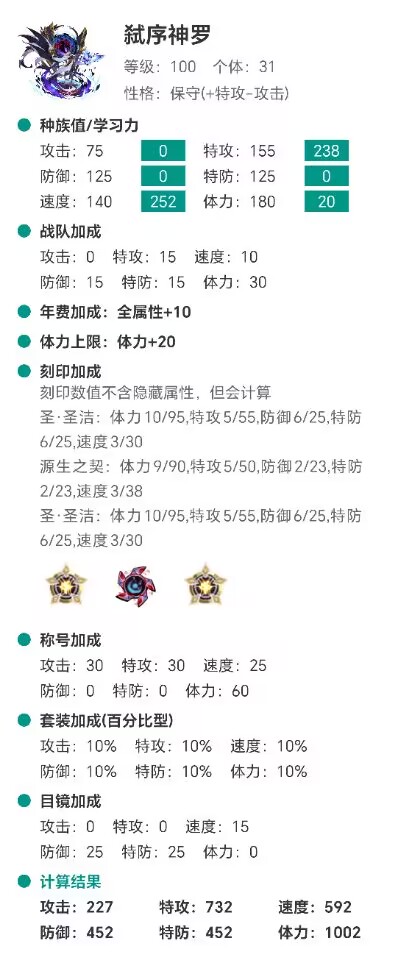 弑序神罗
等级：100 个体：31
性格：保守(+特攻-攻击)
种族值/学习力
攻击：75 0 特攻：155 238
防御：125 0 特防：125 0
速度：140 252 体力：180 20
战队加成
攻击：0 特攻：15 速度：10
防御：15 特防：15 体力：30
年费加成：全属性+10
体力上限：体力+20
刻印加成
刻印数值不含隐藏属性，但会计算
圣·圣洁：体力10/95,特攻5/55,防御6/25,特防
6/25,速度3/30
源生之契：体力9/90,特攻5/50,防御2/23,特防
2/23,速度3/38
圣·圣洁：体力10/95,特攻5/55,防御6/25,特防
6/25,速度3/30
称号加成
攻击：30 特攻：30 速度：25
防御：0 特防：0 体力：60
套装加成(百分比型)
攻击：10% 特攻：10% 速度：10%
防御：10% 特防：10% 体力：10%
目镜加成
攻击：0 特攻：0 速度：15
防御：25 特防：25 体力：0
计算结果
攻击：227 特攻：732 速度：592
防御：452 特防：452 体力：1002